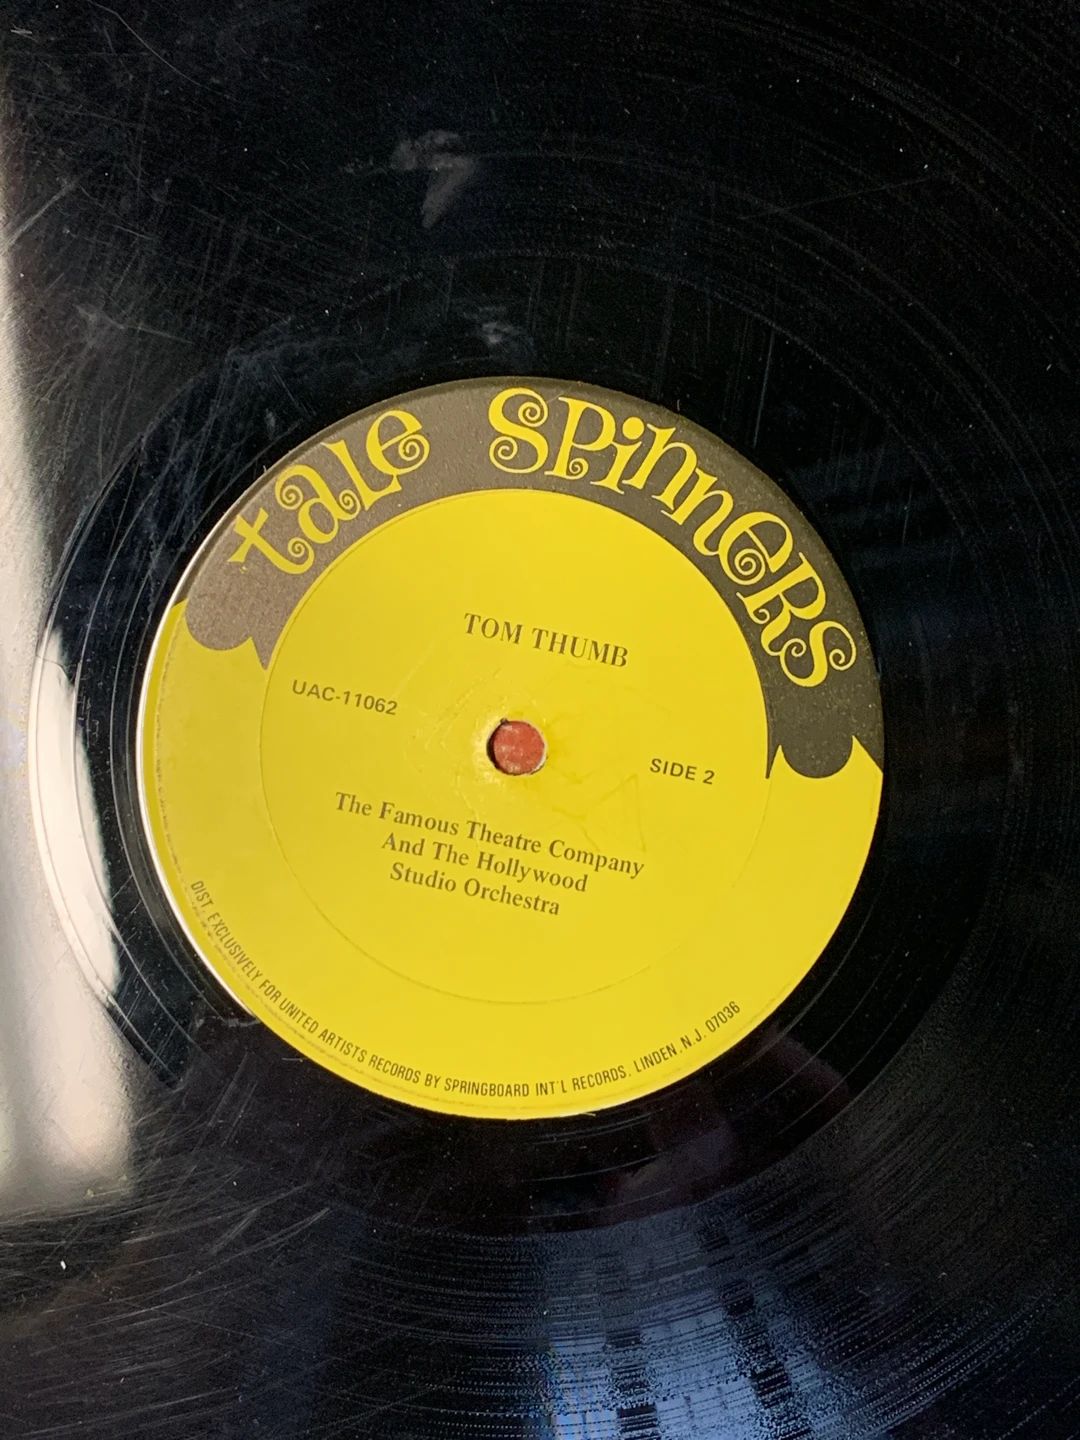 tale spinners
TOM THUMB
UAC-11062
SIDE 2
The Famous Theatre Company
And The Hollywood
Studio Orchestra
DIST. EXCLUSIVELY FOR UNITED ARTISTS RECORDS BY SPRINGBOARD INT'L RECORDS. LINDEN, N.J. 07036